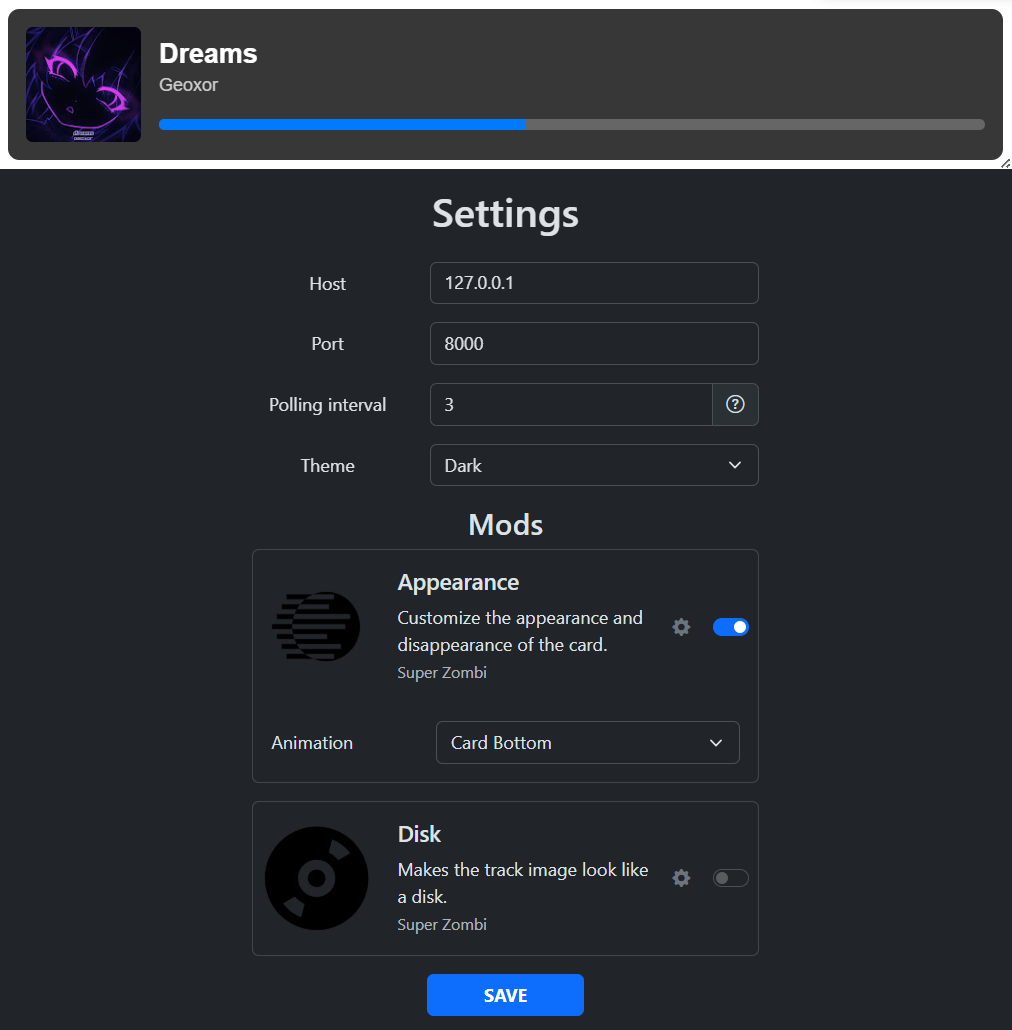 Dreams
Geoxor
Settings
Host
127.0.0.1
Port
8000
Polling interval
3
Theme
Dark
Mods
Appearance
Customize the appearance and
disappearance of the card.
Super Zombi
Animation
Card Bottom
Disk
Makes the track image look like
a disk.
Super Zombi
SAVE